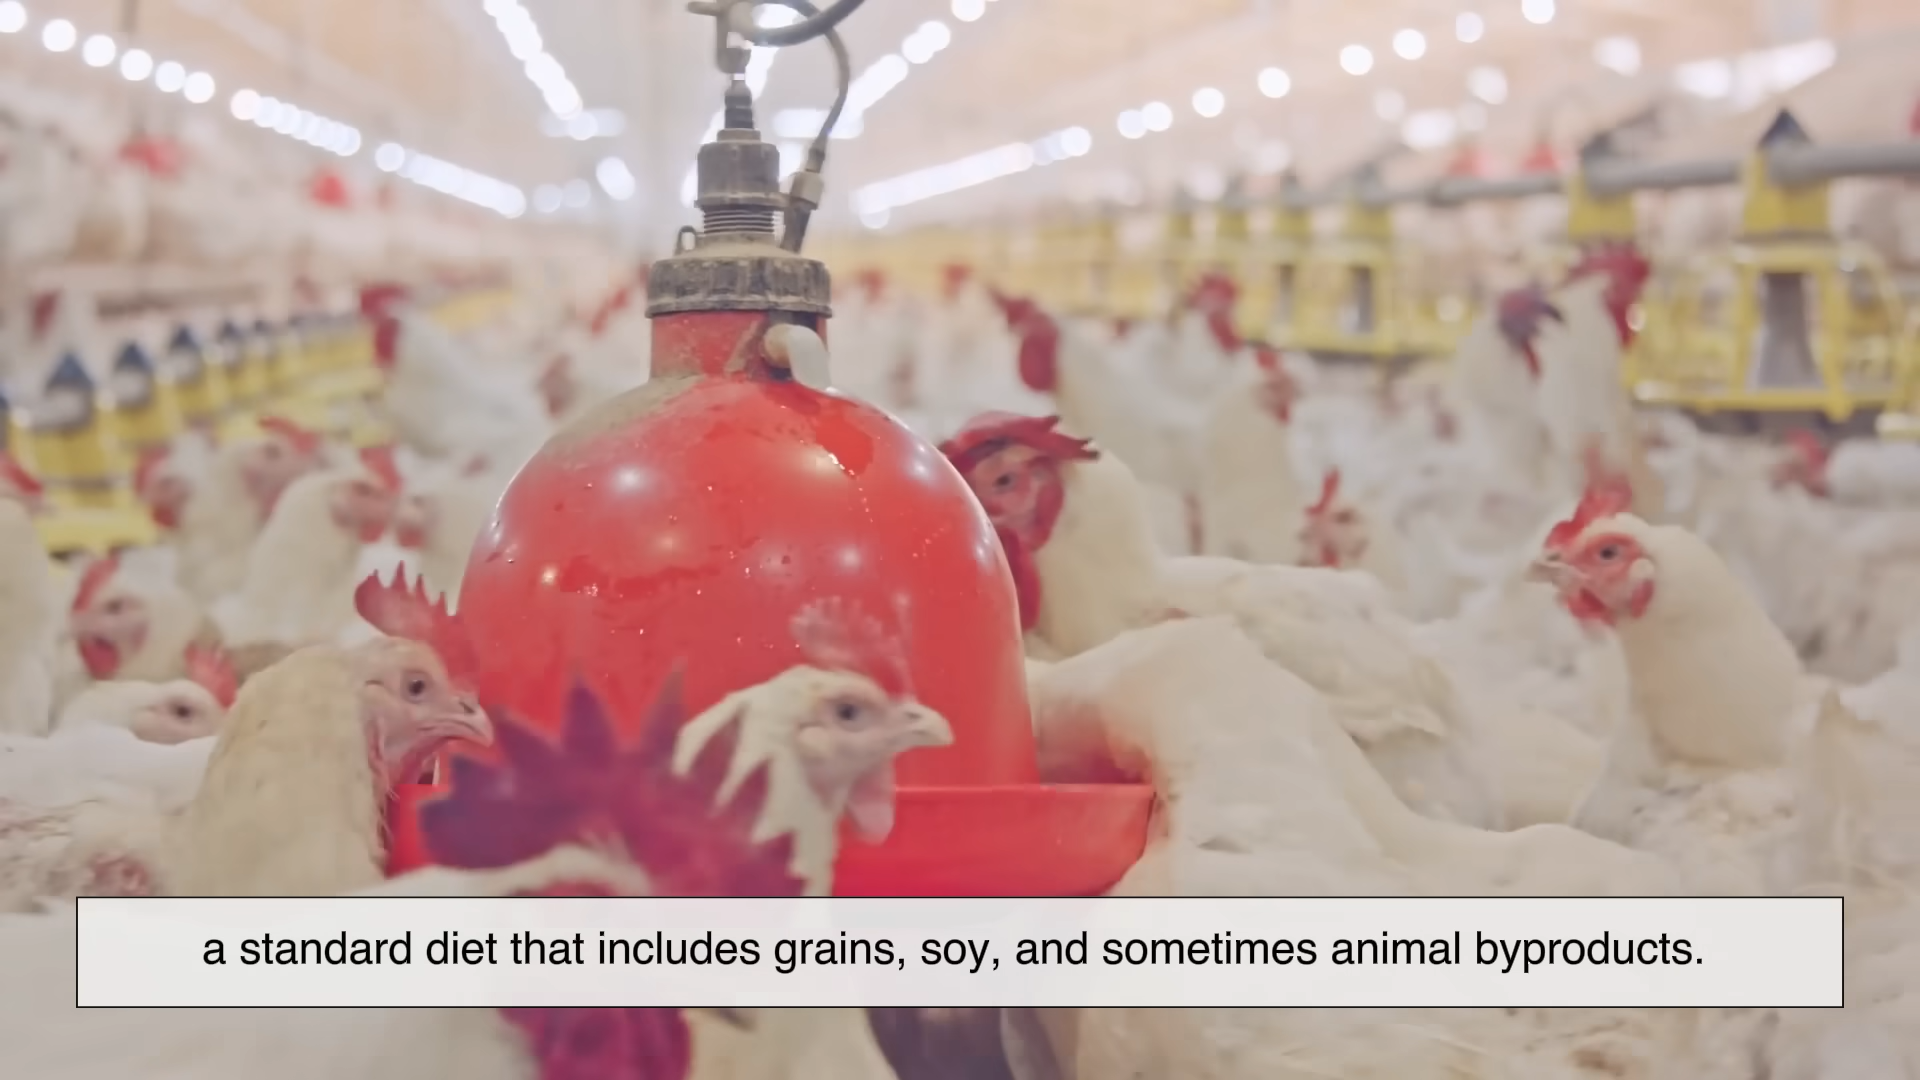 a standard diet that includes grains, soy, and sometimes animal byproducts.